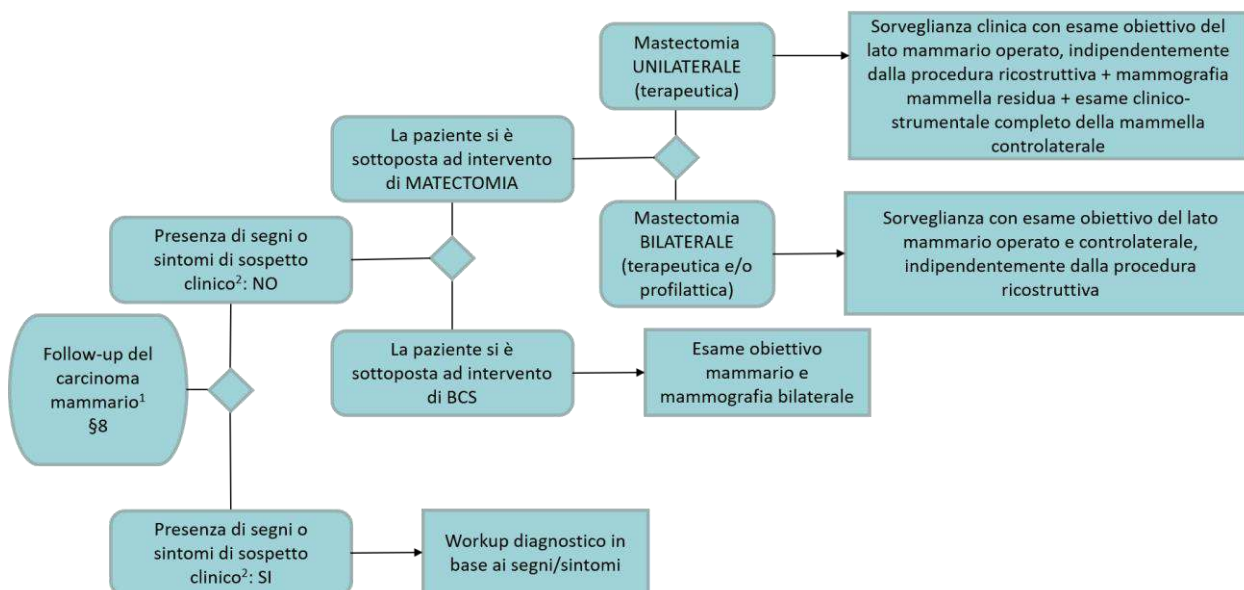 Follow-up del
carcinoma
mammario¹
§8
Presenza di segni o
sintomi di sospetto
clinico²: NO
La paziente si è
sottoposta ad intervento
di MATECTOMIA
Mastectomia
UNILATERALE
(terapeutica)
Sorveglianza clinica con esame obiettivo del
lato mammario operato, indipendentemente
dalla procedura ricostruttiva + mammografia
mammella residua + esame clinico-
strumentale completo della mammella
controlaterale
Mastectomia
BILATERALE
(terapeutica e/o
profilattica)
Sorveglianza con esame obiettivo del lato
mammario operato e controlaterale,
indipendentemente dalla procedura
ricostruttiva
La paziente si è
sottoposta ad intervento
di BCS
Esame obiettivo
mammario e
mammografia bilaterale
Presenza di segni o
sintomi di sospetto
clinico²: SI
Workup diagnostico in
base ai segni/sintomi